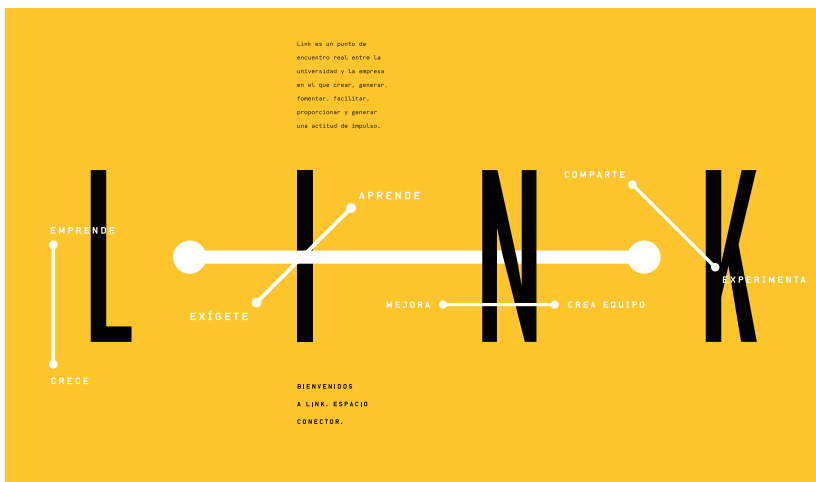 Link es un punto de
encuentro real entre la
universidad y la empresa
en el que crear, generar,
fomentar, facilitar,
proporcionar y generar
una actitud de impulso.
LINK
COMPARTE
APRENDE
EMPRENDE
EXPERIMENTA
MEJORA
CREA EQUIPO
EXÍGETE
CRECE
BIENVENIDOS
A LINK. ESPACIO
CONECTOR.